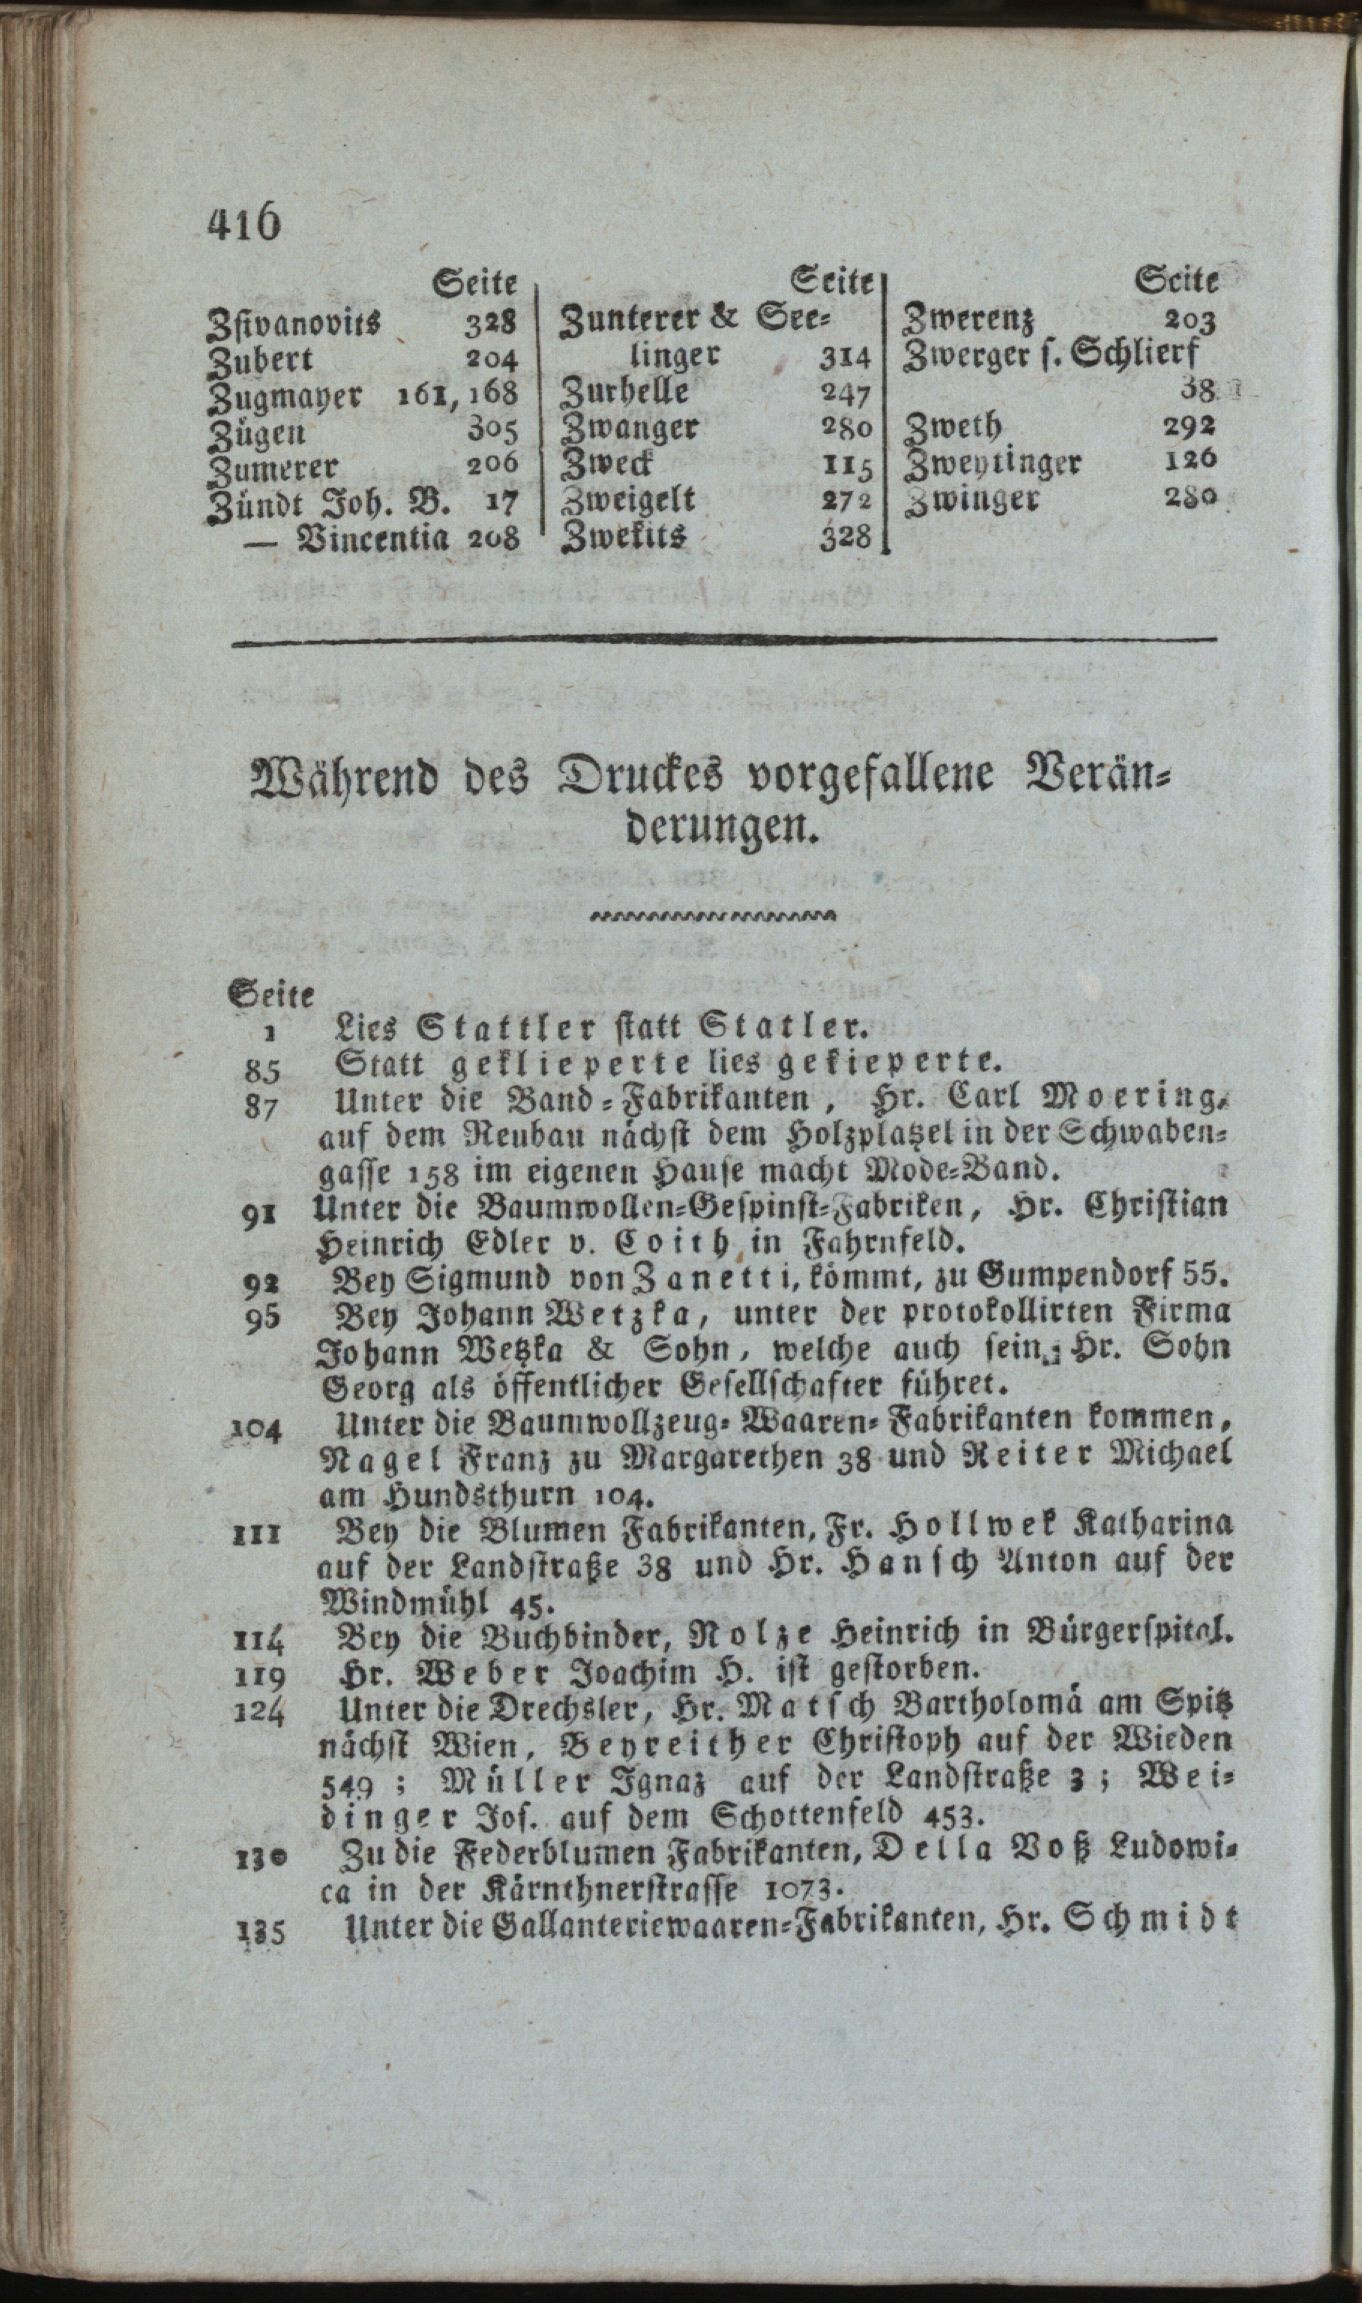 416
Seite
Zsivanovits 328
Zubert 204
Zugmayer 161, 168
Zügen 305
Zumerer 206
Zündt Joh. B. 17
— Vincentia 208
Seite
Zunterer & See-
linger 314
Zurhelle 247
Zwanger 280
Zweck 115
Zweigelt 272
Zwekits 328
Seite
Zwerenz 203
Zwerger s. Schlierf
38
Zweth 292
Zweytinger 126
Zwinger 280
Während des Druckes vorgefallene Verän-
derungen.
Seite
1 Lies Stattler statt Statler.
85 Statt geklieperte lies gekieperte.
87 Unter die Band-Fabrikanten, Hr. Carl Moering,
auf dem Neubau nächst dem Holzplatzel in der Schwaben-
gasse 158 im eigenen Hause macht Mode-Band.
91 Unter die Baumwollen-Gespinst-Fabriken, Hr. Christian
Heinrich Edler v. Coith in Fahrnfeld.
92 Bey Sigmund von Zanetti, kömmt, zu Gumpendorf 55.
95 Bey Johann Wetzka, unter der protokollirten Firma
Johann Wetzka & Sohn, welche auch sein Hr. Sohn
Georg als öffentlicher Gesellschafter führet.
104 Unter die Baumwollzeug-Waaren-Fabrikanten kommen,
Nagel Franz zu Margarethen 38 und Reiter Michael
am Hundsthurn 104.
111 Bey die Blumen Fabrikanten, Fr. Hollwek Katharina
auf der Landstraße 38 und Hr. Hansch Anton auf der
Windmühl 45.
114 Bey die Buchbinder, Nolze Heinrich in Bürgerspital.
119 Hr. Weber Joachim H. ist gestorben.
124 Unter die Drechsler, Hr. Matsch Bartholomä am Spitz
nächst Wien, Beyreither Christoph auf der Wieden
549; Müller Ignaz auf der Landstraße 3; Wei-
dinger Jos. auf dem Schottenfeld 453.
130 Zu die Federblumen Fabrikanten, Della Voß Ludowi-
ca in der Kärnthnerstrasse 1073.
135 Unter die Gallanteriewaaren-Fabrikanten, Hr. Schmidt